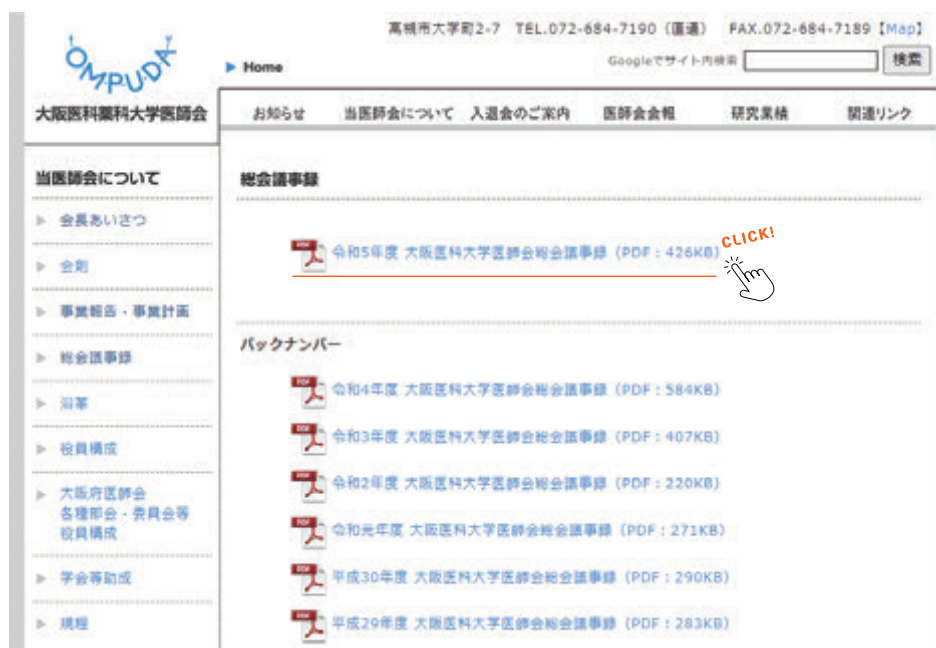 高槻市大学町2-7 TEL.072-684-7190（直通） FAX.072-684-7189【Map】
OMPUDA
Home
Googleでサイト内検索
検索
大阪医科薬科大学医師会
お知らせ 当医師会について 入退会のご案内 医師会会報 研究業績 関連リンク
当医師会について
会長あいさつ
会則
事業報告・事業計画
総会議事録
沿革
役員構成
大阪府医師会
各種部会・委員会等
役員構成
学会等助成
規程
総会議事録
令和5年度 大阪医科大学医師会総会議事録（PDF：426KB）
CLICK!
バックナンバー
令和4年度 大阪医科大学医師会総会議事録（PDF：584KB）
令和3年度 大阪医科大学医師会総会議事録（PDF：407KB）
令和2年度 大阪医科大学医師会総会議事録（PDF：220KB）
令和元年度 大阪医科大学医師会総会議事録（PDF：271KB）
平成30年度 大阪医科大学医師会総会議事録（PDF：290KB）
平成29年度 大阪医科大学医師会総会議事録（PDF：283KB）